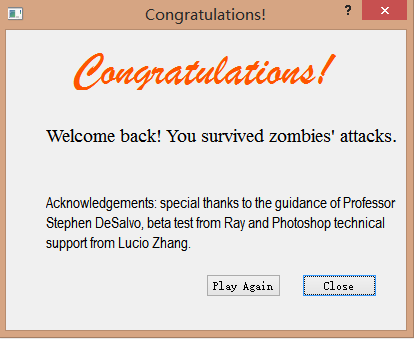 Congratulations!
Congratulations!
Welcome back! You survived zombies' attacks.
Acknowledgements: special thanks to the guidance of Professor
Stephen DeSalvo, beta test from Ray and Photoshop technical
support from Lucio Zhang.
Play Again
Close